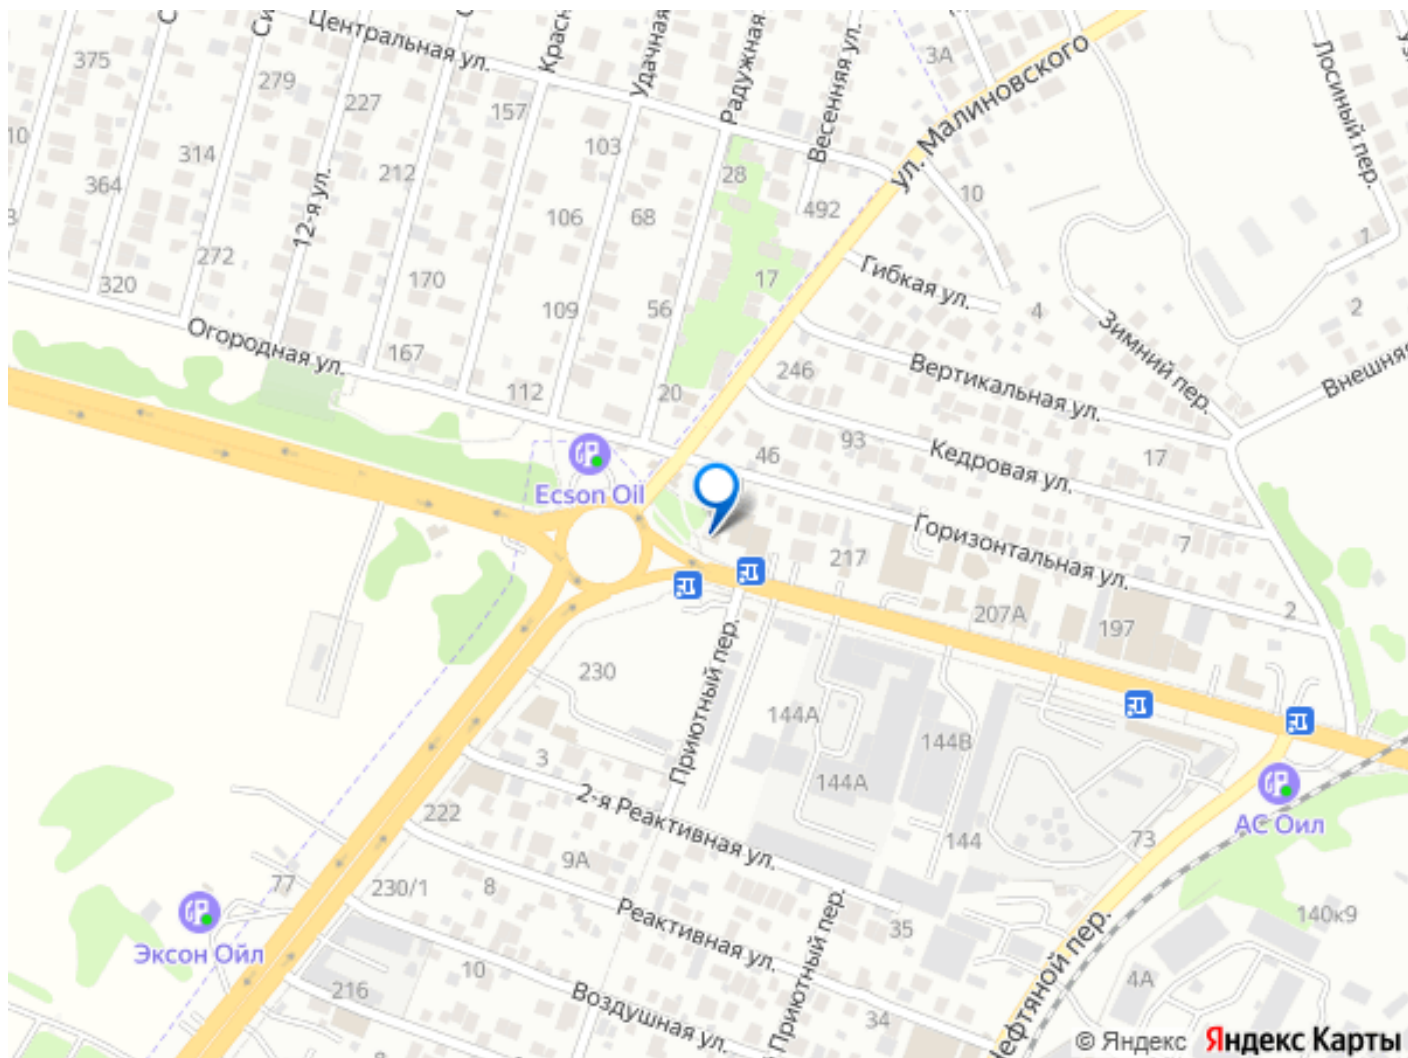 Центральная ул.
Удачная
Радужная
Весенняя ул.
3А
ул. Малиновского
Лосиный пер.
375
279
227
157
103
28
10
314
212
364
12-я ул.
106
68
492
272
320
170
109
56
17
Гибкая ул.
4
1
2
Зимний пер.
Огородная ул.
167
112
20
246
Вертикальная ул.
Внешняя
Ecson Oil
46
93
Кедровая ул.
17
217
Горизонтальная ул.
7
207А
197
2
230
Приютный пер.
144А
144В
144А
3
2-я Реактивная ул.
222
9А
144
73
АС Оил
77
230/1
8
Реактивная ул.
Приютный пер.
35
140к9
Эксон Ойл
10
216
Воздушная ул.
34
4А
Нефтяной пер.
Приютный пер.
© Яндекс Яндекс Карты